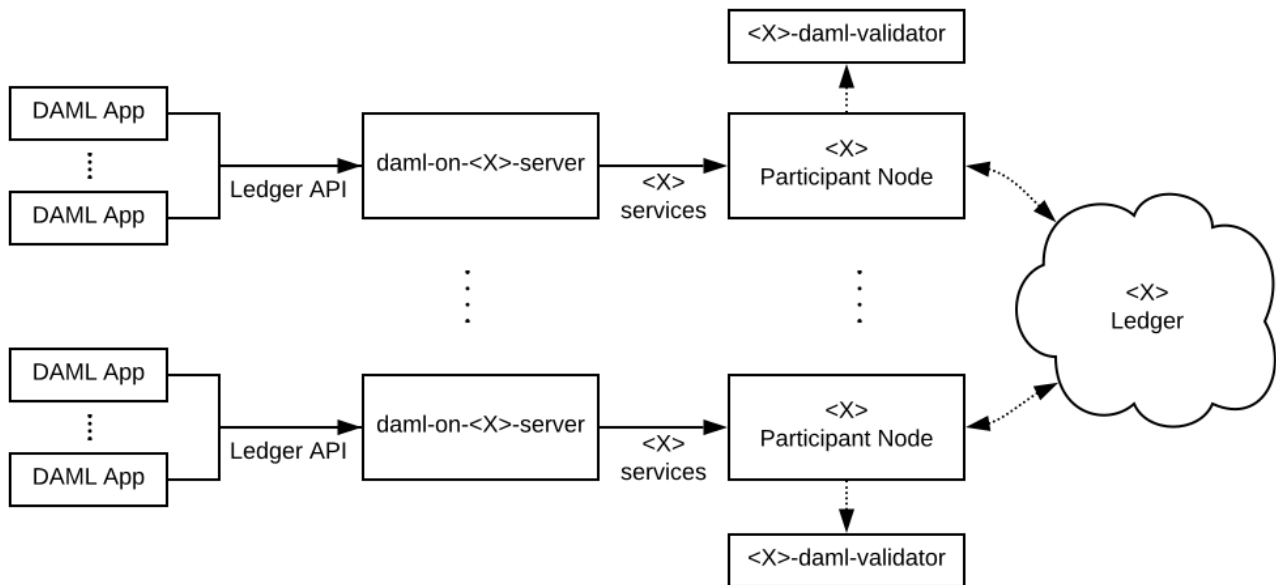 <X>-daml-validator
DAML App
DAML App
Ledger API
daml-on-<X>-server
<X>
services
<X>
Participant Node
<X>
Ledger
DAML App
DAML App
Ledger API
daml-on-<X>-server
<X>
services
<X>
Participant Node
<X>-daml-validator